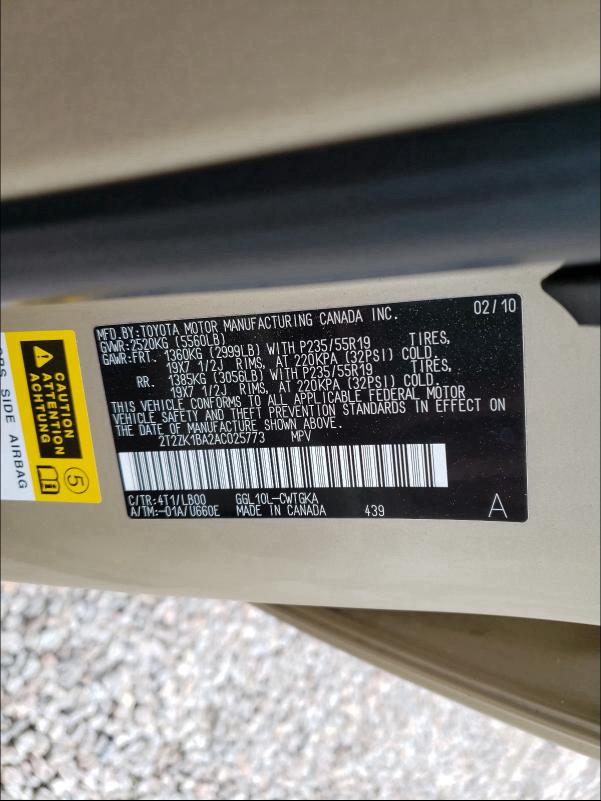 MFD.BY:TOYOTA MOTOR MANUFACTURING CANADA INC. 02/10
GVWR:2520KG (5560LB)
GAWR:FRT. 1360KG (2999LB) WITH P235/55R19 TIRES,
19X7 1/2J RIMS, AT 220KPA (32PSI) COLD.
RR. 1385KG (3056LB) WITH P235/55R19 TIRES,
19X7 1/2J RIMS, AT 220KPA (32PSI) COLD.
THIS VEHICLE CONFORMS TO ALL APPLICABLE FEDERAL MOTOR
VEHICLE SAFETY AND THEFT PREVENTION STANDARDS IN EFFECT ON
THE DATE OF MANUFACTURE SHOWN ABOVE.
2T2ZK1BA2AC025773 MPV
C/TR:4T1/LB00 GGL10L-CWTGKA
A/TM:-01A/U660E MADE IN CANADA 439 A
CAUTION
ATTENTION
ACHTUNG
5
SIDE AIRBAG